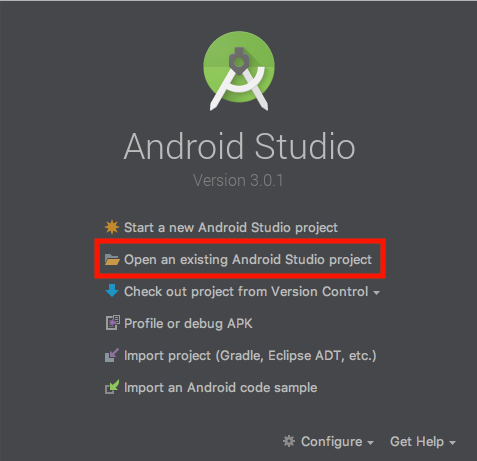 Android Studio
Version 3.0.1
Start a new Android Studio project
Open an existing Android Studio project
Check out project from Version Control
Profile or debug APK
Import project (Gradle, Eclipse ADT, etc.)
Import an Android code sample
Configure Get Help